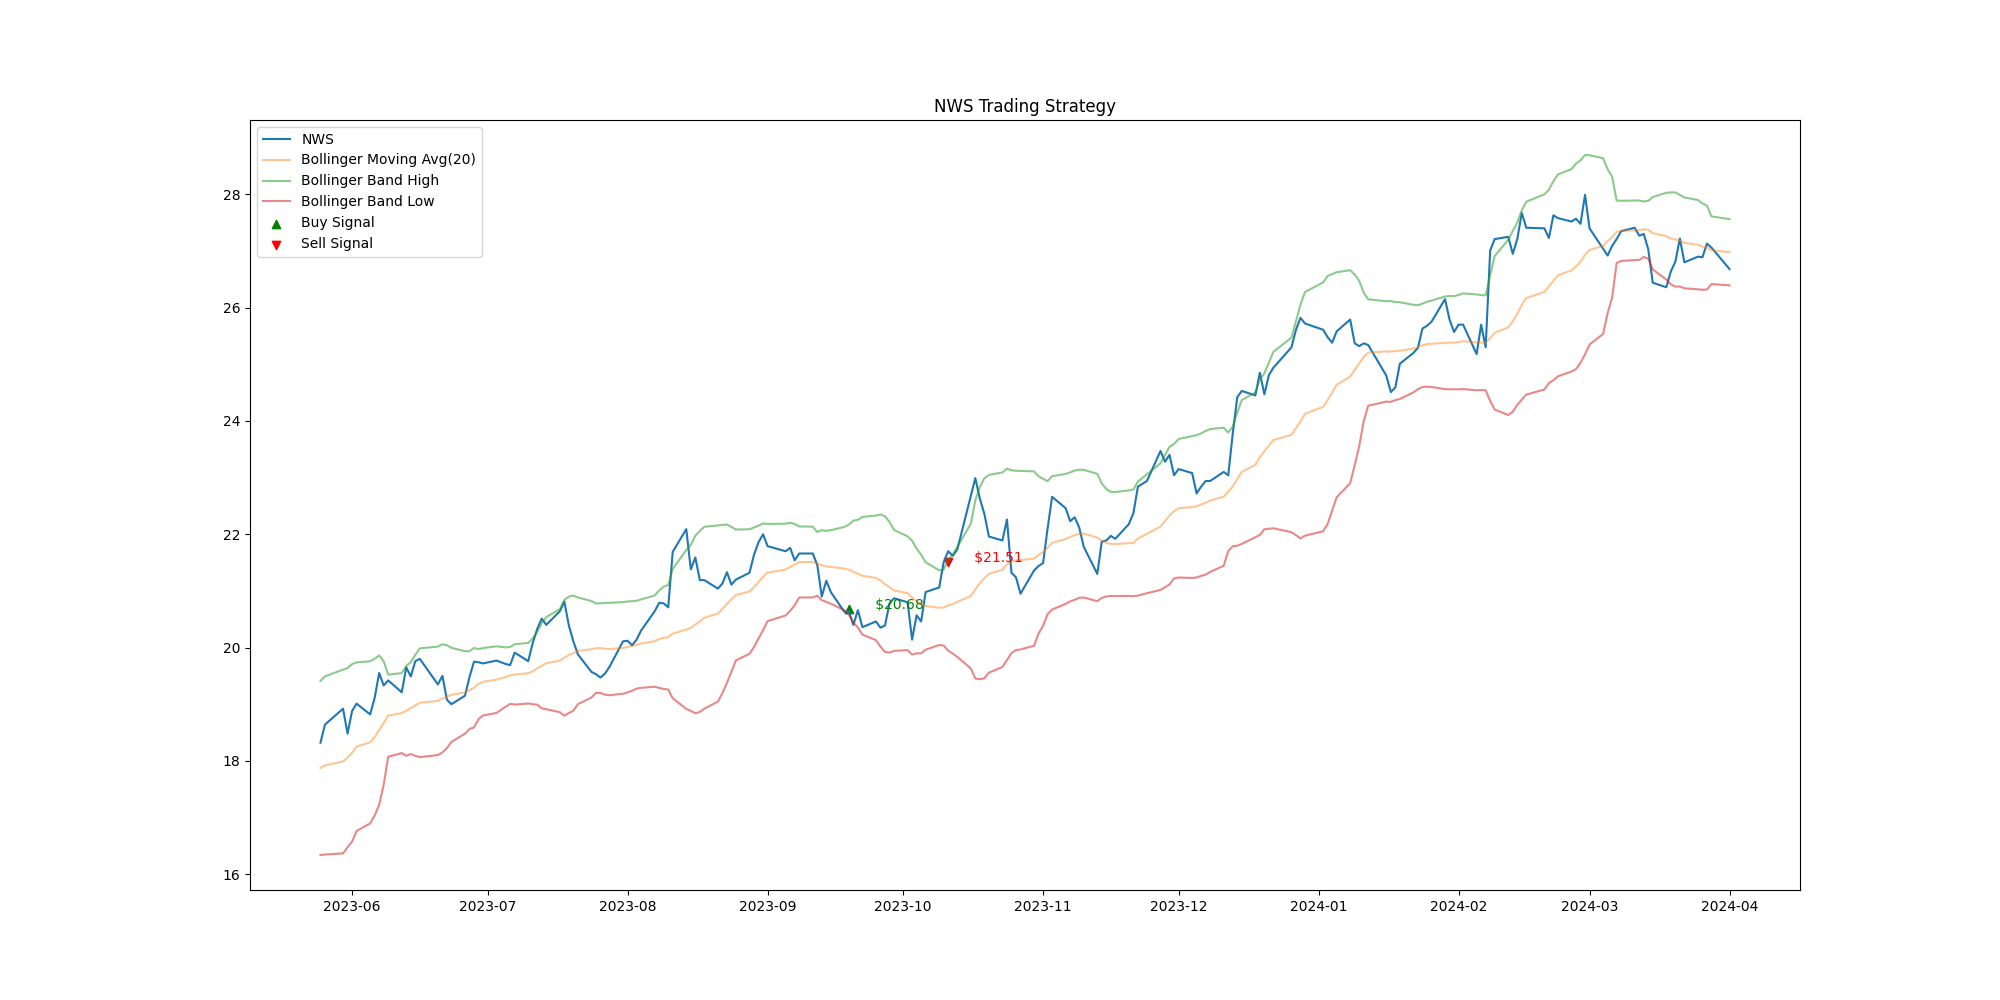 NWS Trading Strategy
NWS
Bollinger Moving Avg(20)
Bollinger Band High
Bollinger Band Low
Buy Signal
Sell Signal
28
26
24
22
20
18
16
$21.51
$20.68
2023-06 2023-07 2023-08 2023-09 2023-10 2023-11 2023-12 2024-01 2024-02 2024-03 2024-04